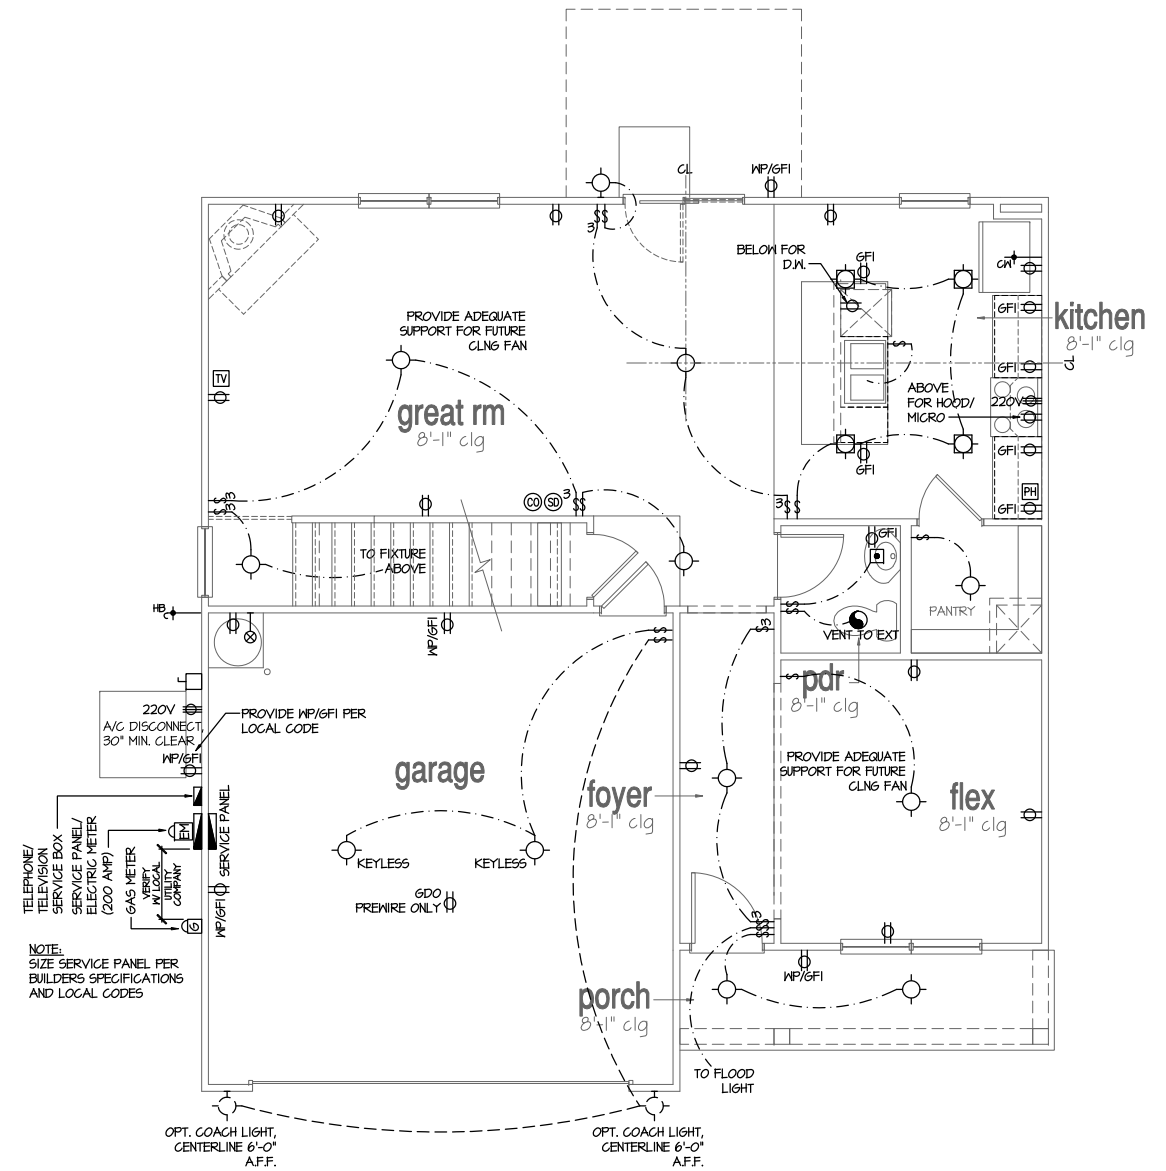 CL
WP/GFI
3
BELOW FOR
D.W.
GFI
CW
PROVIDE ADEQUATE
SUPPORT FOR FUTURE
CLNG FAN
GFI
kitchen
8'-1" clg
CL
TV
GFI
S
ABOVE
FOR HOOD/
MICRO
220V
great rm
8'-1" clg
GFI
GFI
3
3
CO
SD
3
3
PH
GFI
TO FIXTURE
ABOVE
GFI
S
PANTRY
HB
C
WP/GFI
VENT TO EXT
3
pdr
8'-1" clg
S
220V
A/C DISCONNECT,
30" MIN. CLEAR
WP/GFI
PROVIDE WP/GFI PER
LOCAL CODE
garage
foyer
8'-1" clg
PROVIDE ADEQUATE
SUPPORT FOR FUTURE
CLNG FAN
flex
8'-1" clg
TELEPHONE/
TELEVISION
SERVICE BOX
SERVICE PANEL/
ELECTRIC METER
(200 AMP)
GAS METER
VERIFY
W/ LOCAL
UTILITY
COMPANY
EM
G
SERVICE PANEL
WP/GFI
KEYLESS
KEYLESS
GDO
PREWIRE ONLY
3
NOTE:
SIZE SERVICE PANEL PER
BUILDERS SPECIFICATIONS
AND LOCAL CODES
WP/GFI
porch
8'-1" clg
TO FLOOD
LIGHT
OPT. COACH LIGHT,
CENTERLINE 6'-0"
A.F.F.
OPT. COACH LIGHT,
CENTERLINE 6'-0"
A.F.F.